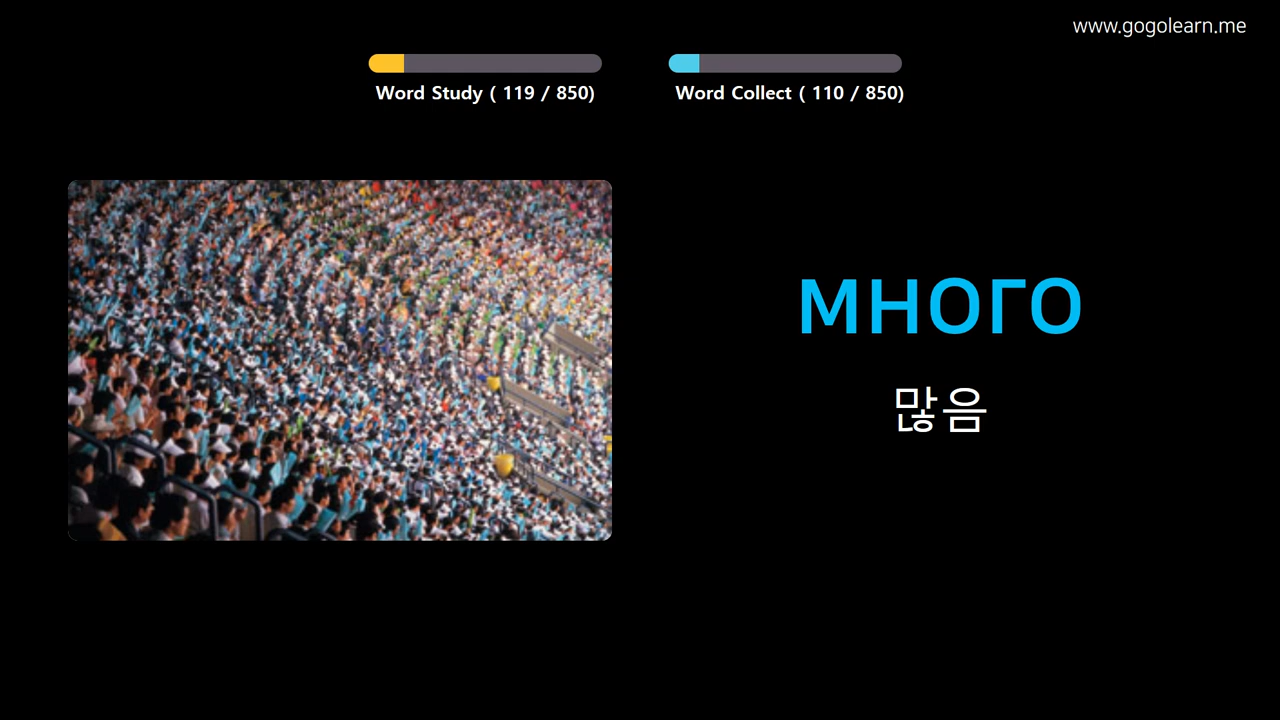 www.gogolearn.me
Word Study ( 119 / 850)
Word Collect ( 110 / 850)
много
많음